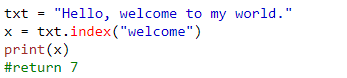 txt = "Hello, welcome to my world."
x = txt.index("welcome")
print(x)
#return 7